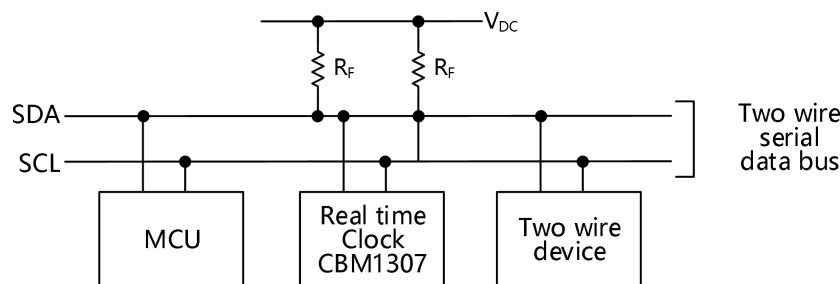 VDC
RF
RF
SDA
SCL
Two wire
serial
data bus
MCU
Real time
Clock
CBM1307
Two wire
device